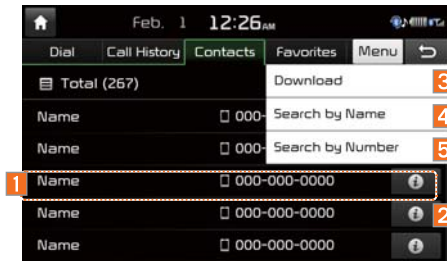 Feb. 1 12:26AM
Dial Call History Contacts Favorites Menu
Total (267) Download 3
Name 000- Search by Name 4
Name 000- Search by Number 5
1 Name 000-000-0000
Name 000-000-0000 2
Name 000-000-0000